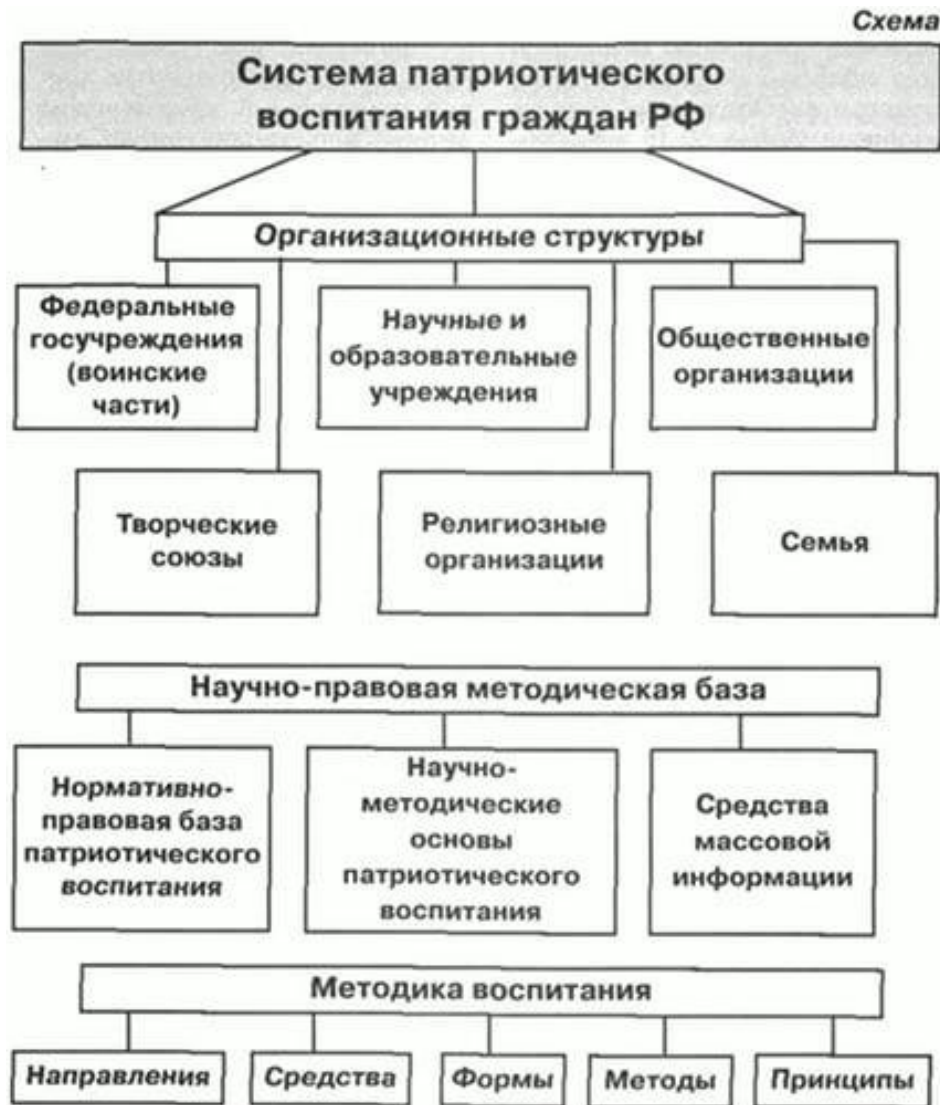 Схема
Система патриотического
воспитания граждан РФ
Организационные структуры
Федеральные
госучреждения
(воинские
части)
Научные и
образовательные
учреждения
Общественные
организации
Творческие
союзы
Религиозные
организации
Семья
Научно-правовая методическая база
Нормативно-
правовая база
патриотического
воспитания
Научно-
методические
основы
патриотического
воспитания
Средства
массовой
информации
Методика воспитания
Направления
Средства
Формы
Методы
Принципы